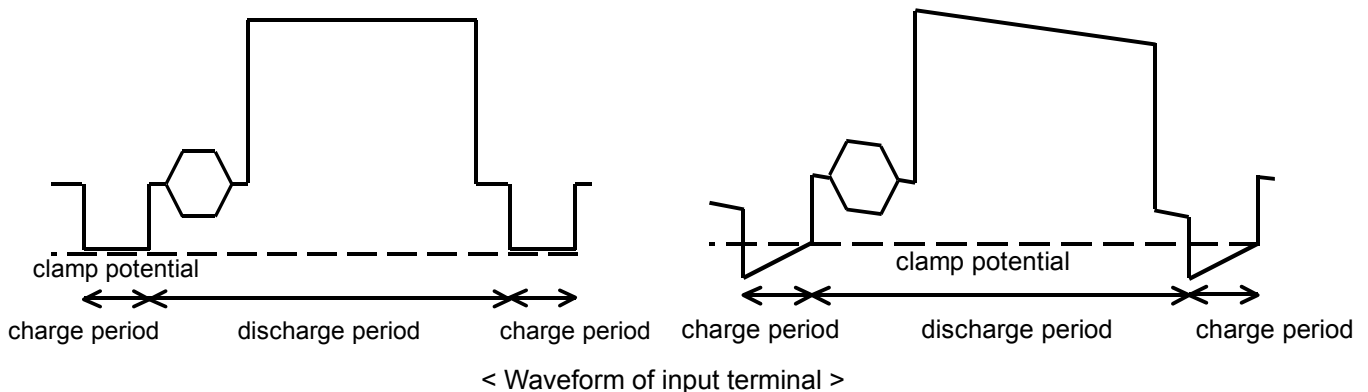 clamp potential
charge period
discharge period
charge period
clamp potential
charge period
discharge period
charge period
< Waveform of input terminal >